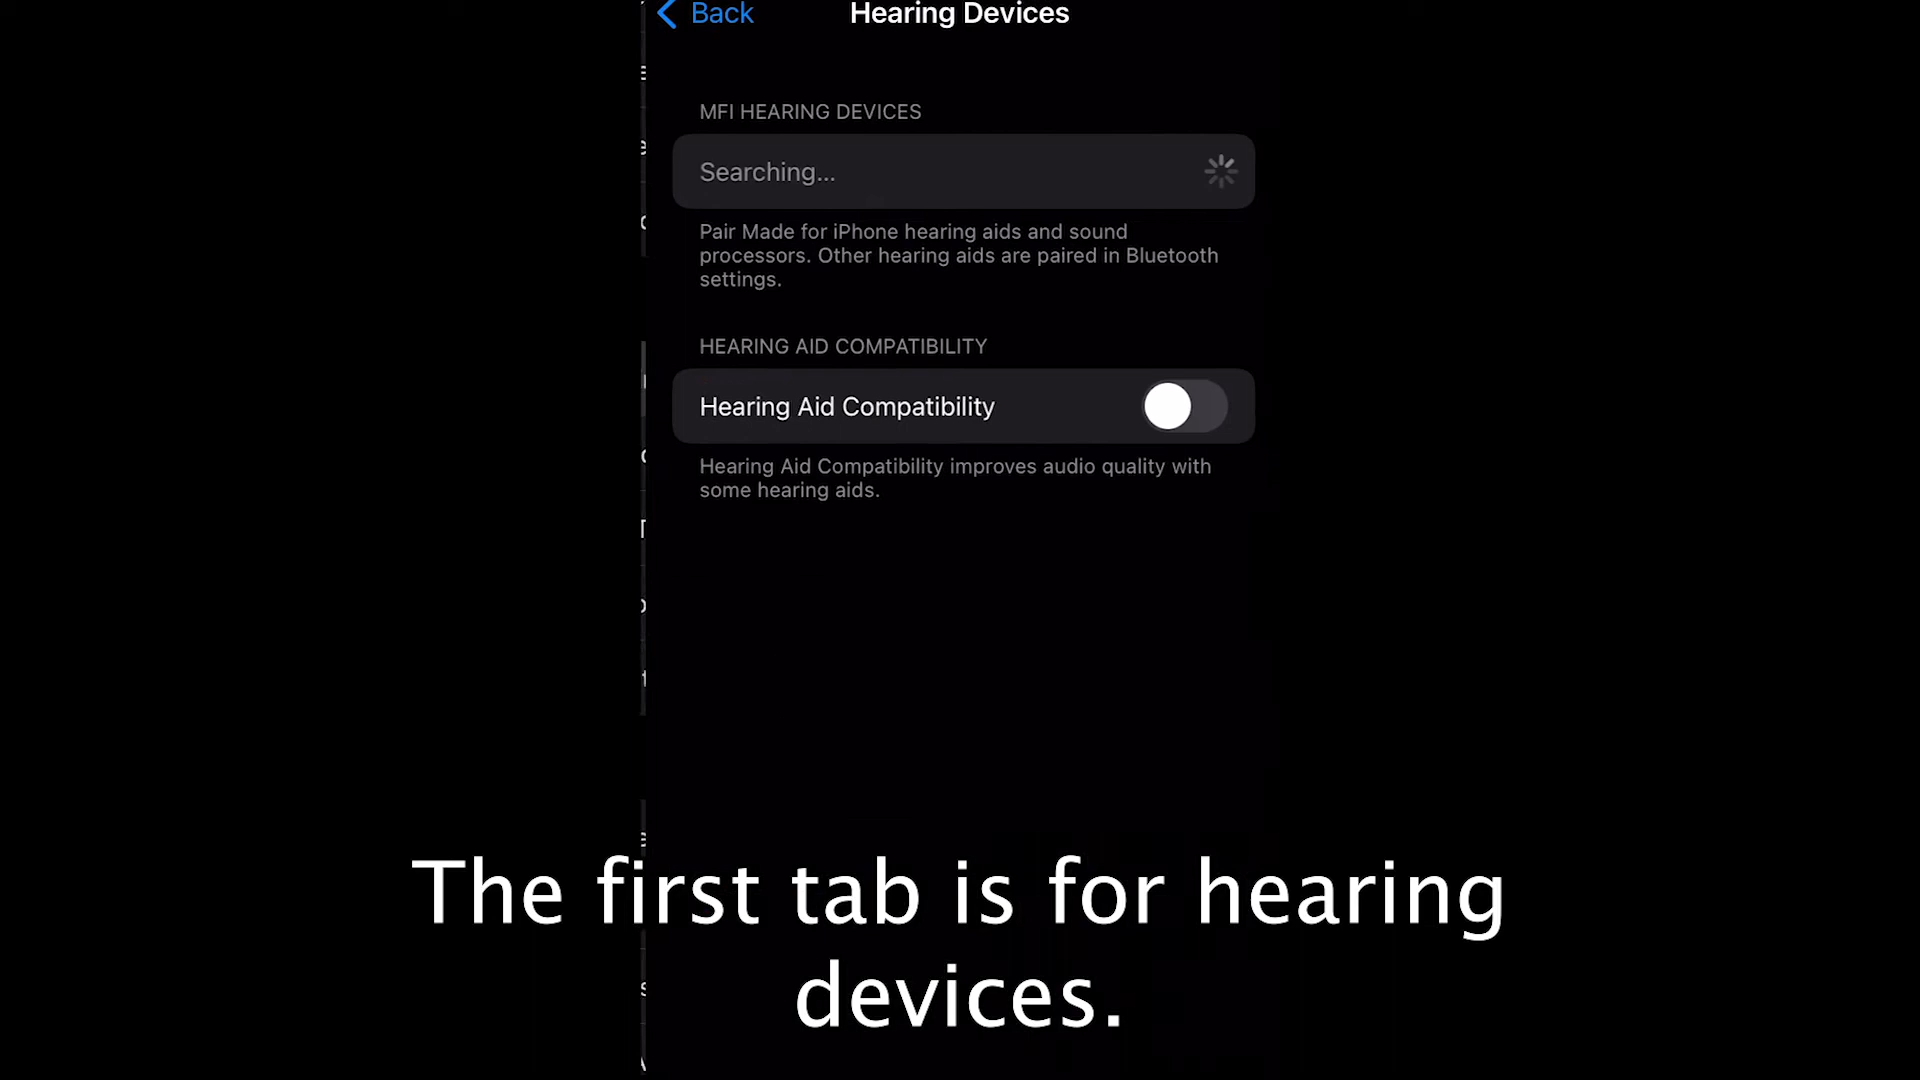 Back
Hearing Devices
MFI HEARING DEVICES
Searching...
Pair Made for iPhone hearing aids and sound
processors. Other hearing aids are paired in Bluetooth
settings.
HEARING AID COMPATIBILITY
Hearing Aid Compatibility
Hearing Aid Compatibility improves audio quality with
some hearing aids.
The first tab is for hearing
devices.